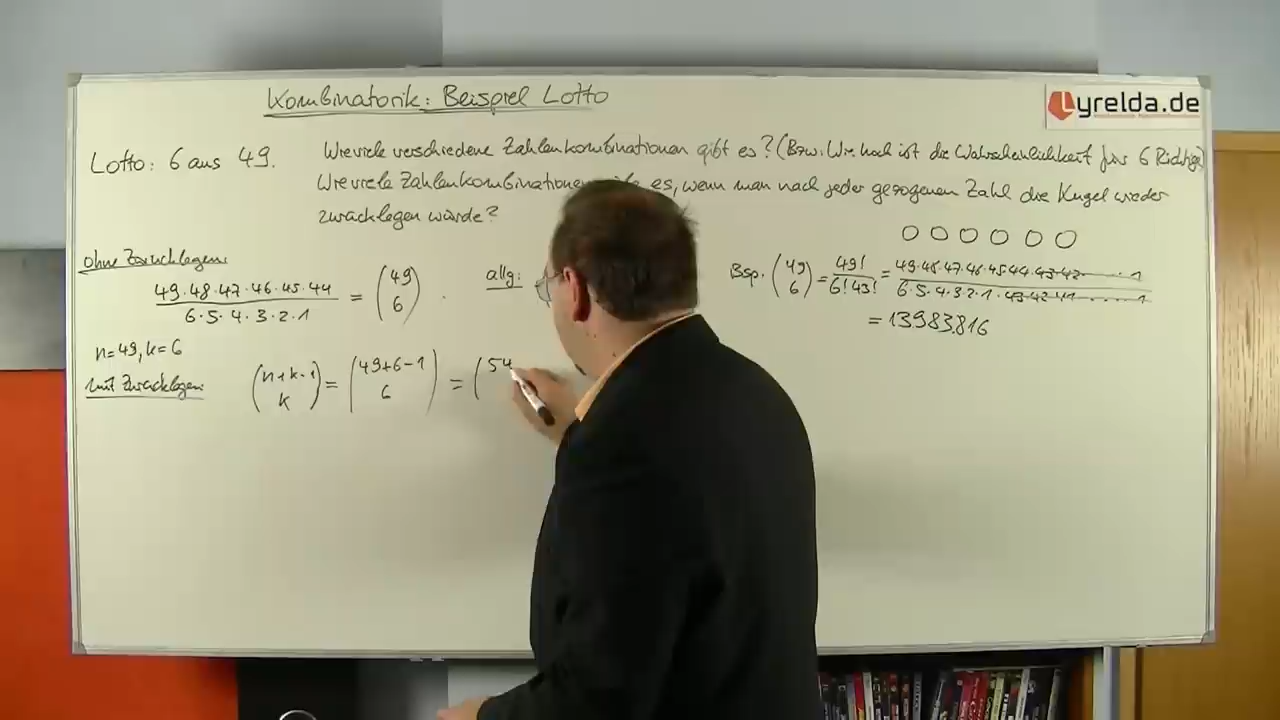 Kombinatorik: Beispiel Lotto
Lyrelda.de
Lotto: 6 aus 49.
Wieviele verschiedene Zahlenkombinationen gibt es? (Bzw. Wie hoch ist die Wahrscheinlichkeit für 6 Richtige)
Wieviele Zahlenkombinationen es, wenn man nach jeder gezogenen Zahl die Kugel wieder
zurücklegen würde?
ohne Zurücklegen:
49·48·47·46·45·44 / 6·5·4·3·2·1 = (49 6) .
allg:
Bsp. (49 6) = 49! / 6! 43! = 49·48·47·46·45·44·43·42·······1 / 6·5·4·3·2·1·43·42·41·······1
= 13983816
n=49, k=6
mit Zurücklegen:
(n+k-1 k) = (49+6-1 6) = (54